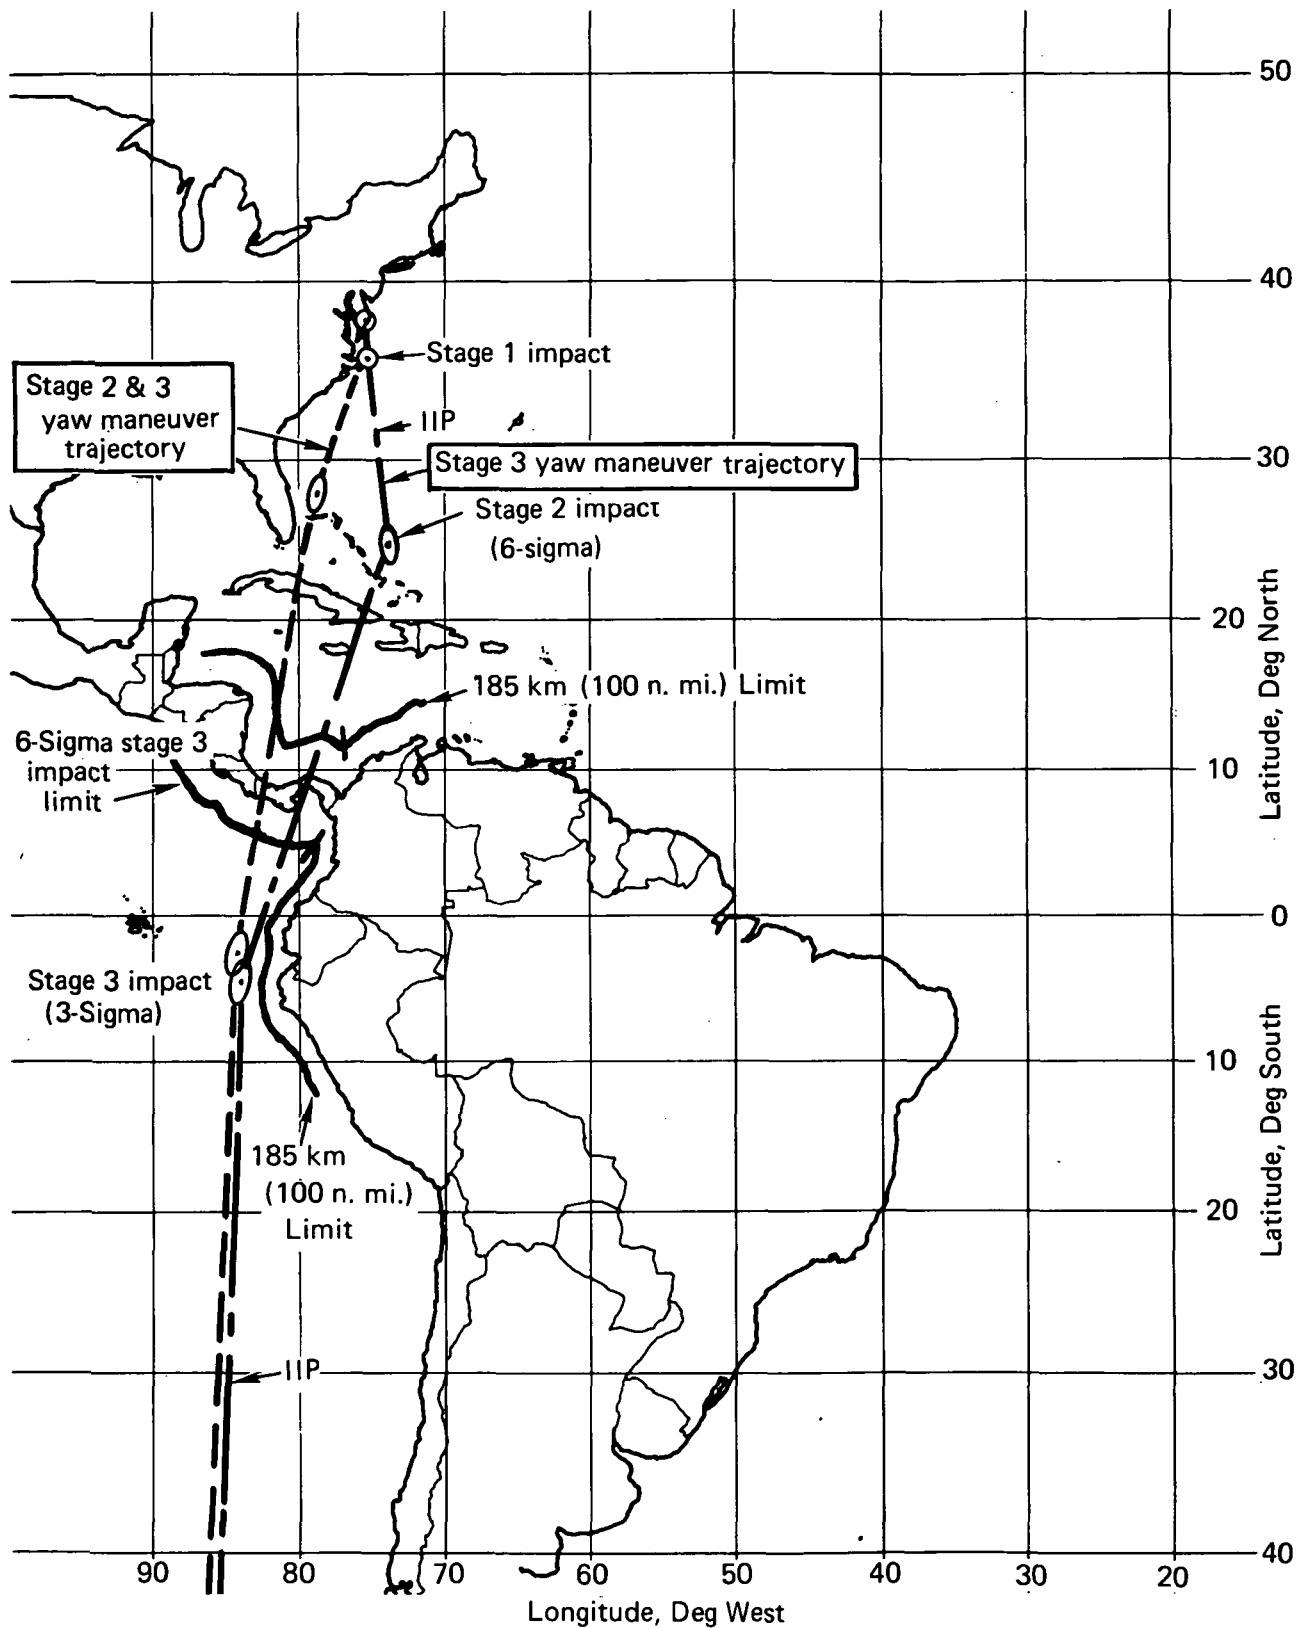 50
40
Stage 1 impact
Stage 2 & 3
yaw maneuver
trajectory
IIP
Stage 3 yaw maneuver trajectory
30
Stage 2 impact
(6-sigma)
20
Latitude, Deg North
185 km (100 n. mi.) Limit
6-Sigma stage 3
impact
limit
10
0
Stage 3 impact
(3-Sigma)
10
Latitude, Deg South
185 km
(100 n. mi.)
Limit
20
IIP
30
40
90 80 70 60 50 40 30 20
Longitude, Deg West